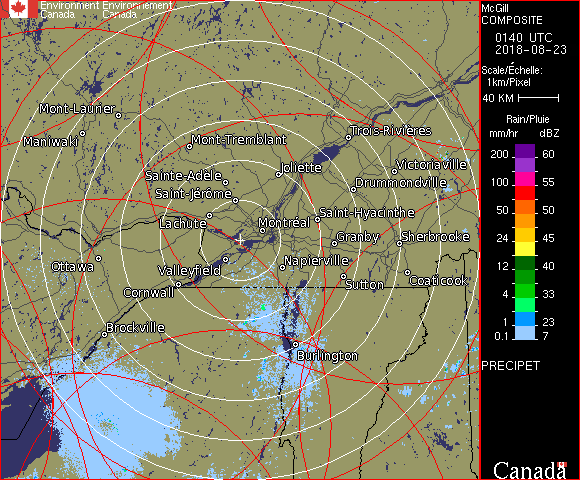 Environment Environnement
Canada Canada
McGill
COMPOSITE
0140 UTC
2018-08-23
Scale/Échelle:
1km/Pixel
40 KM
Rain/Pluie
mm/hr dBZ
200 60
150 57
100 55
50 50
24 45
12 40
4 33
1 23
0.1 7
PRECIPET
Mont-Laurier
Maniwaki
Mont-Tremblant
Trois-Rivières
Joliette
Victoriaville
Sainte-Adèle
Drummondville
Saint-Jérôme
Lachute
Saint-Hyacinthe
Montréal
Granby
Sherbrooke
Ottawa
Valleyfield
Napierville
Cornwall
Sutton
Coaticook
Brockville
Burlington
Canada